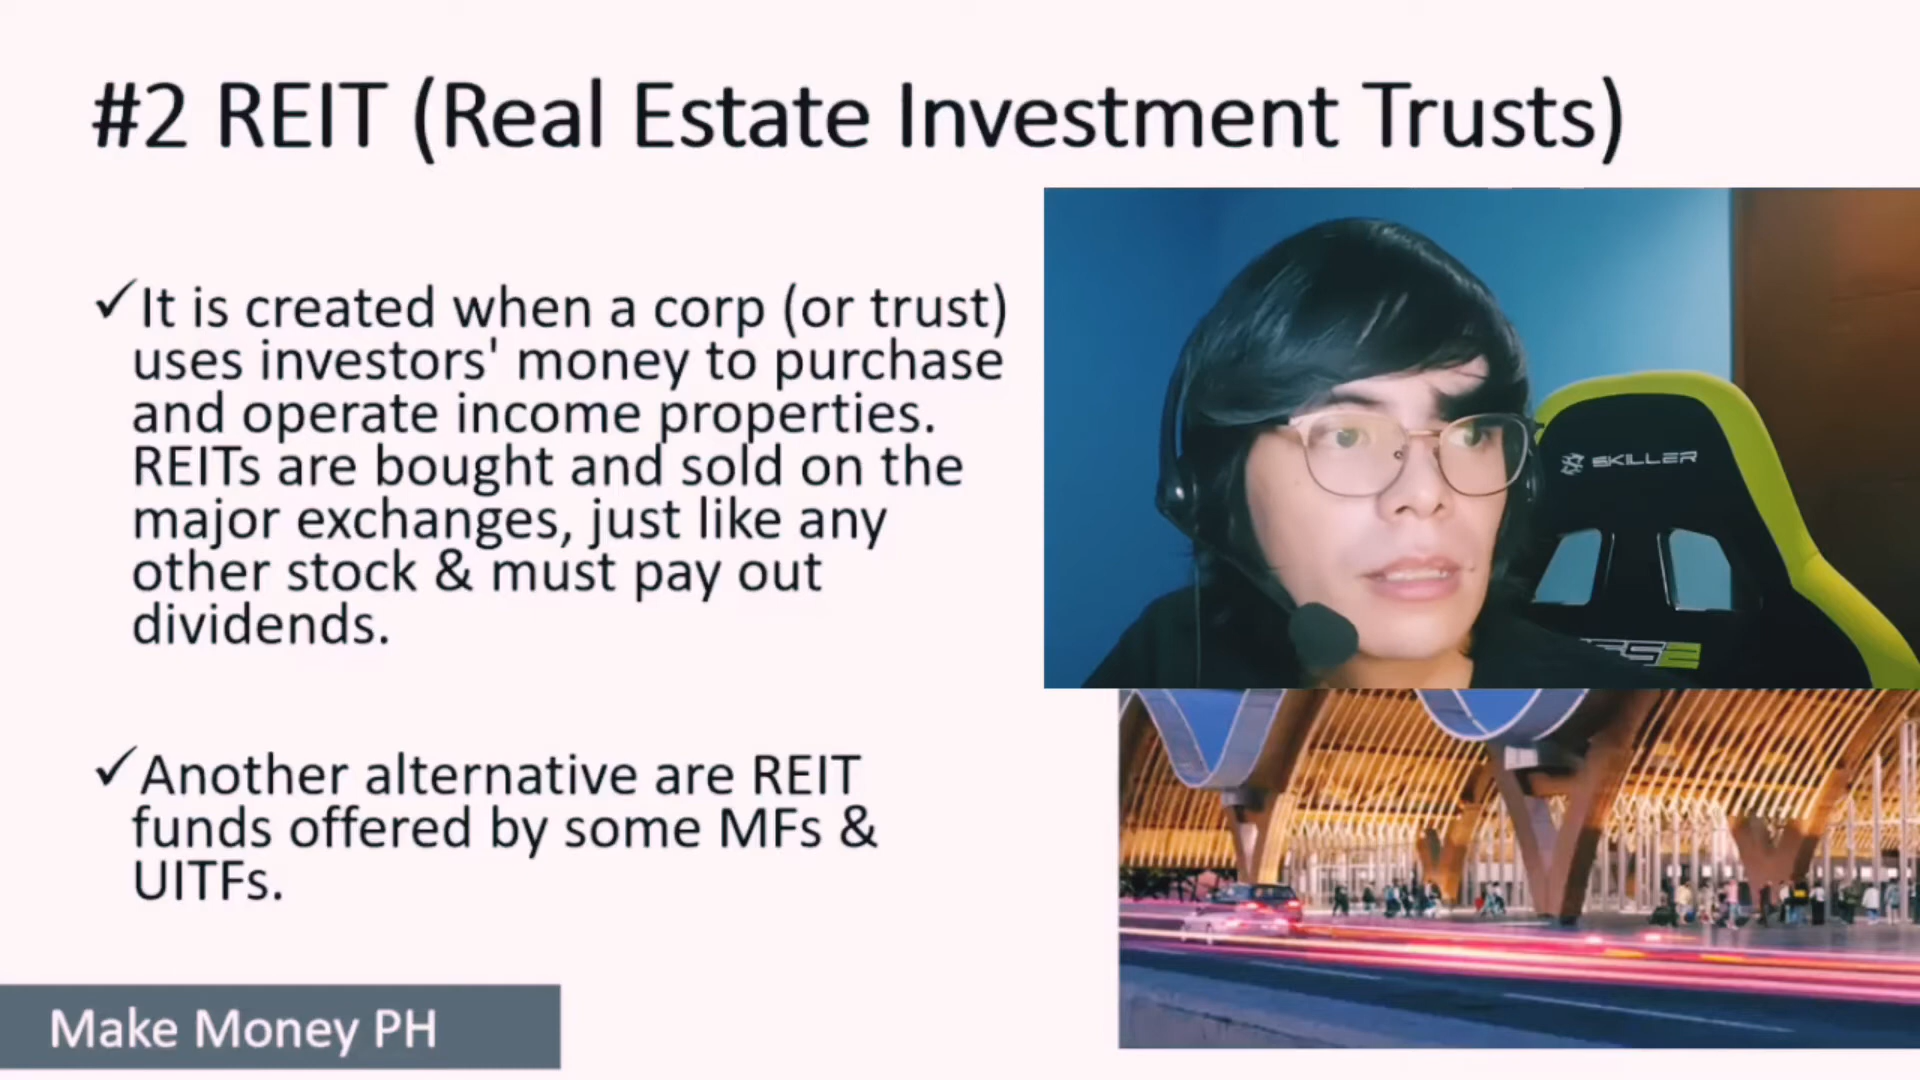 #2 REIT (Real Estate Investment Trusts)
✓It is created when a corp (or trust)
uses investors' money to purchase
and operate income properties.
REITs are bought and sold on the
major exchanges, just like any
other stock & must pay out
dividends.
SKILLER
✓Another alternative are REIT
funds offered by some MFs &
UITFs.
Make Money PH